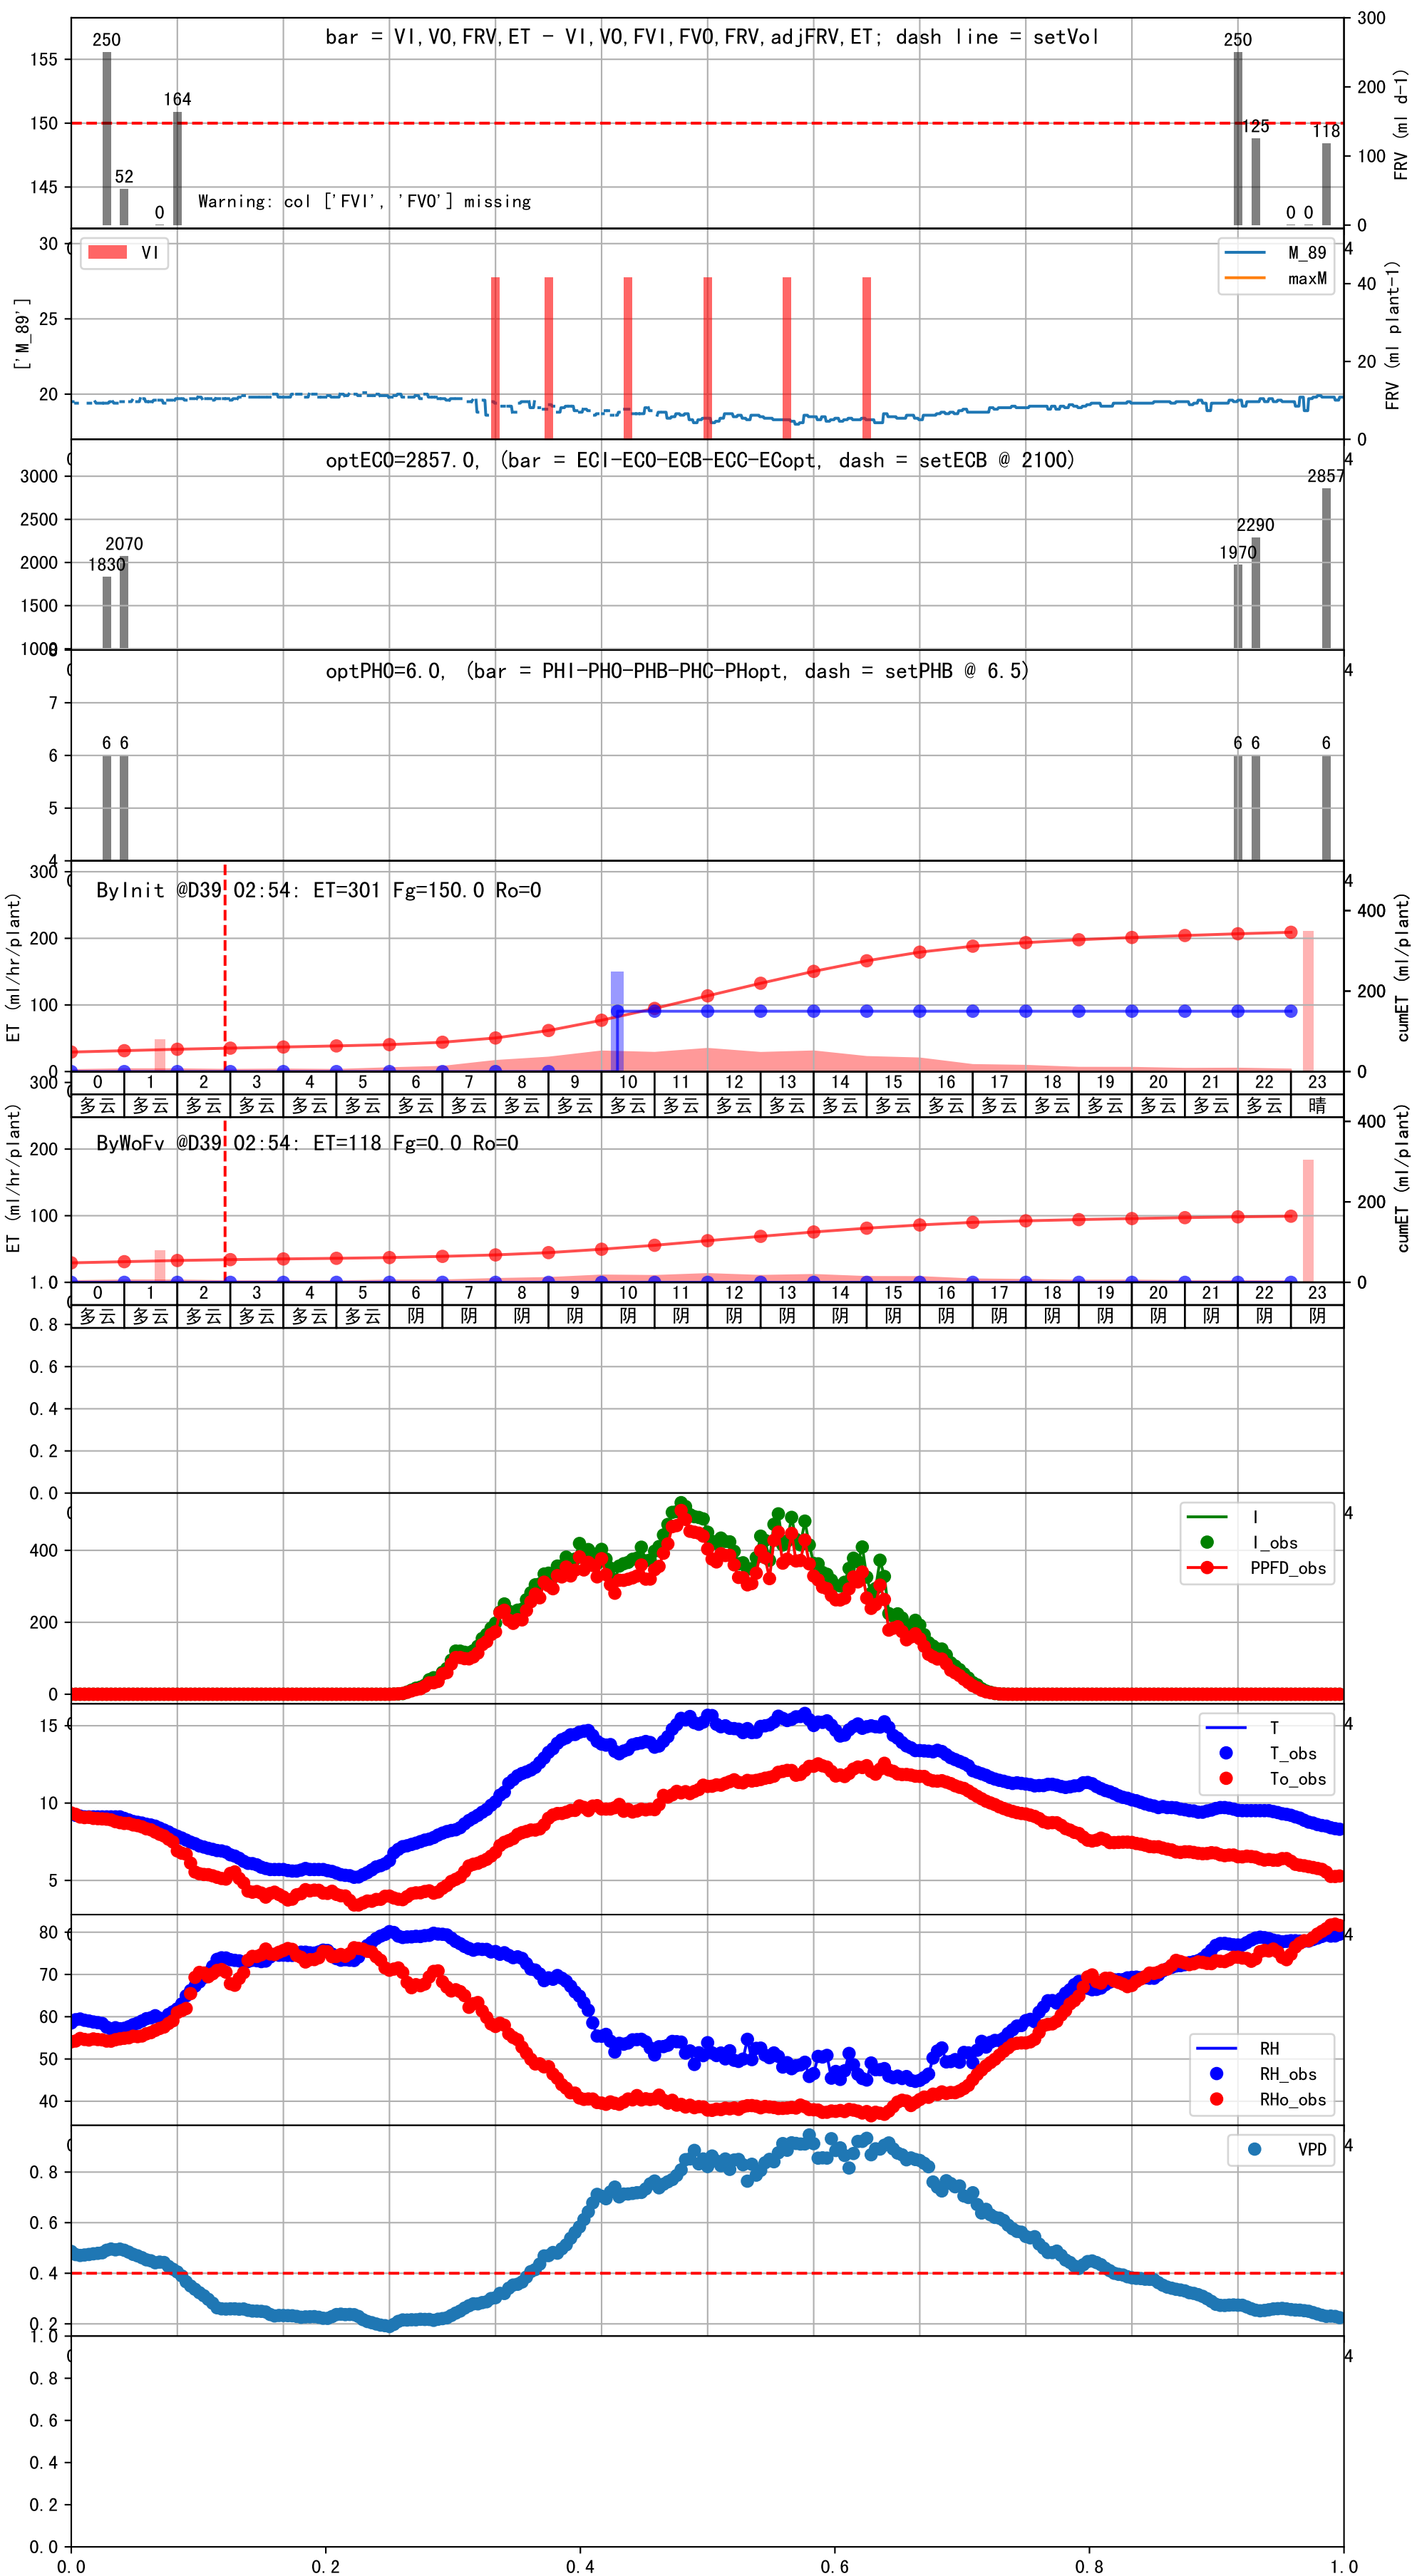 bar = VI,VO,FRV,ET - VI,VO,FVI,FVO,FRV,adjFRV,ET; dash line = setVol
250 52 0 164 250 125 0 0 118
155 150 145
300 200 100 0
FRV (ml d-1)
Warning: col ['FVI', 'FVO'] missing
VI
M_89
maxM
['M_89']
30 25 20
40 20 0
FRV (ml plant-1)
4
optECO=2857.0, (bar = ECI-ECO-ECB-ECC-ECopt, dash = setECB @ 2100)
3000 2500 2000 1500 1000
1830 2070 1970 2290 2857
4
optPHO=6.0, (bar = PHI-PHO-PHB-PHC-PHopt, dash = setPHB @ 6.5)
7 6 5 4
6 6 6 6 6
4
ByInit @D39 02:54: ET=301 Fg=150.0 Ro=0
ET (ml/hr/plant)
300 200 100 0
400 200 0
cumET (ml/plant)
4
0 1 2 3 4 5 6 7 8 9 10 11 12 13 14 15 16 17 18 19 20 21 22 23
多云 多云 多云 多云 多云 多云 多云 多云 多云 多云 多云 多云 多云 多云 多云 多云 多云 多云 多云 多云 多云 多云 多云 晴
ByWoFv @D39 02:54: ET=118 Fg=0.0 Ro=0
ET (ml/hr/plant)
300 200 100
400 200 0
cumET (ml/plant)
0 1 2 3 4 5 6 7 8 9 10 11 12 13 14 15 16 17 18 19 20 21 22 23
多云 多云 多云 多云 多云 多云 阴 阴 阴 阴 阴 阴 阴 阴 阴 阴 阴 阴 阴 阴 阴 阴 阴 阴
1.0 0.8 0.6 0.4 0.2 0.0
I
I_obs
PPFD_obs
400 200 0
4
T
T_obs
To_obs
15 10 5
4
RH
RH_obs
RHo_obs
80 70 60 50 40
4
VPD
0.8 0.6 0.4 0.2
4
1.0 0.8 0.6 0.4 0.2 0.0
4
0.0 0.2 0.4 0.6 0.8 1.0